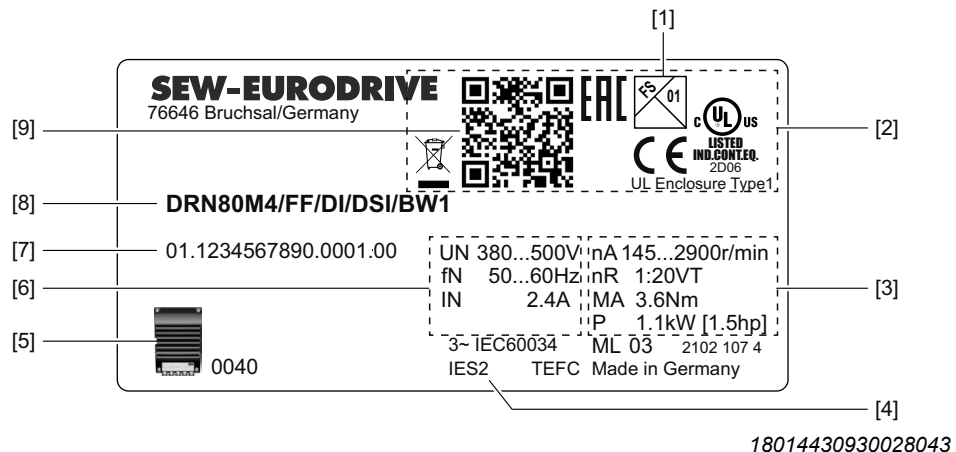 [1]
SEW-EURODRIVE
76646 Bruchsal/Germany
EAC
FS 01
[9]
[2]
c UL US
LISTED
IND.CONT.EQ.
2D06
CE
UL Enclosure Type1
[8] DRN80M4/FF/DI/DSI/BW1
[7] 01.1234567890.0001:00
UN 380...500V nA 145...2900r/min
[6] fN 50...60Hz nR 1:20VT
IN 2.4A MA 3.6Nm [3]
P 1.1kW [1.5hp]
[5] 3~ IEC60034 ML 03 2102 107 4
0040 IES2 TEFC Made in Germany
[4]
18014430930028043